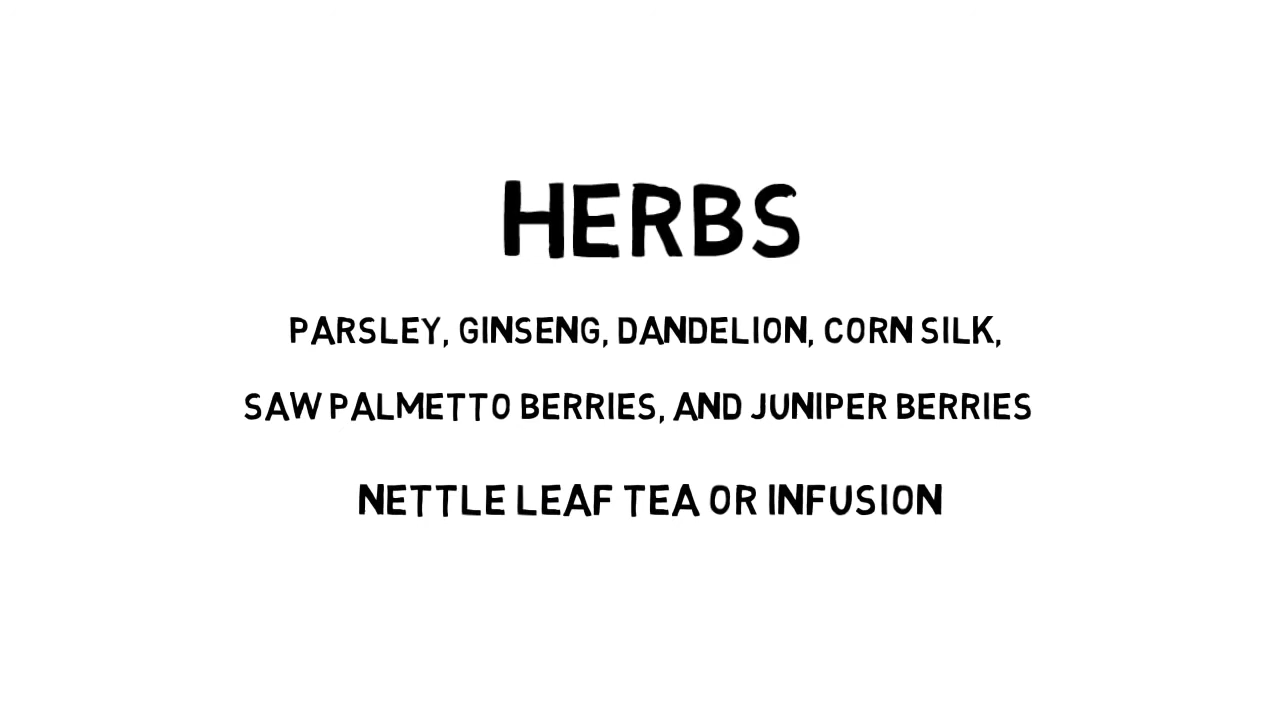 HERBS
PARSLEY, GINSENG, DANDELION, CORN SILK,
SAW PALMETTO BERRIES, AND JUNIPER BERRIES
NETTLE LEAF TEA OR INFUSION